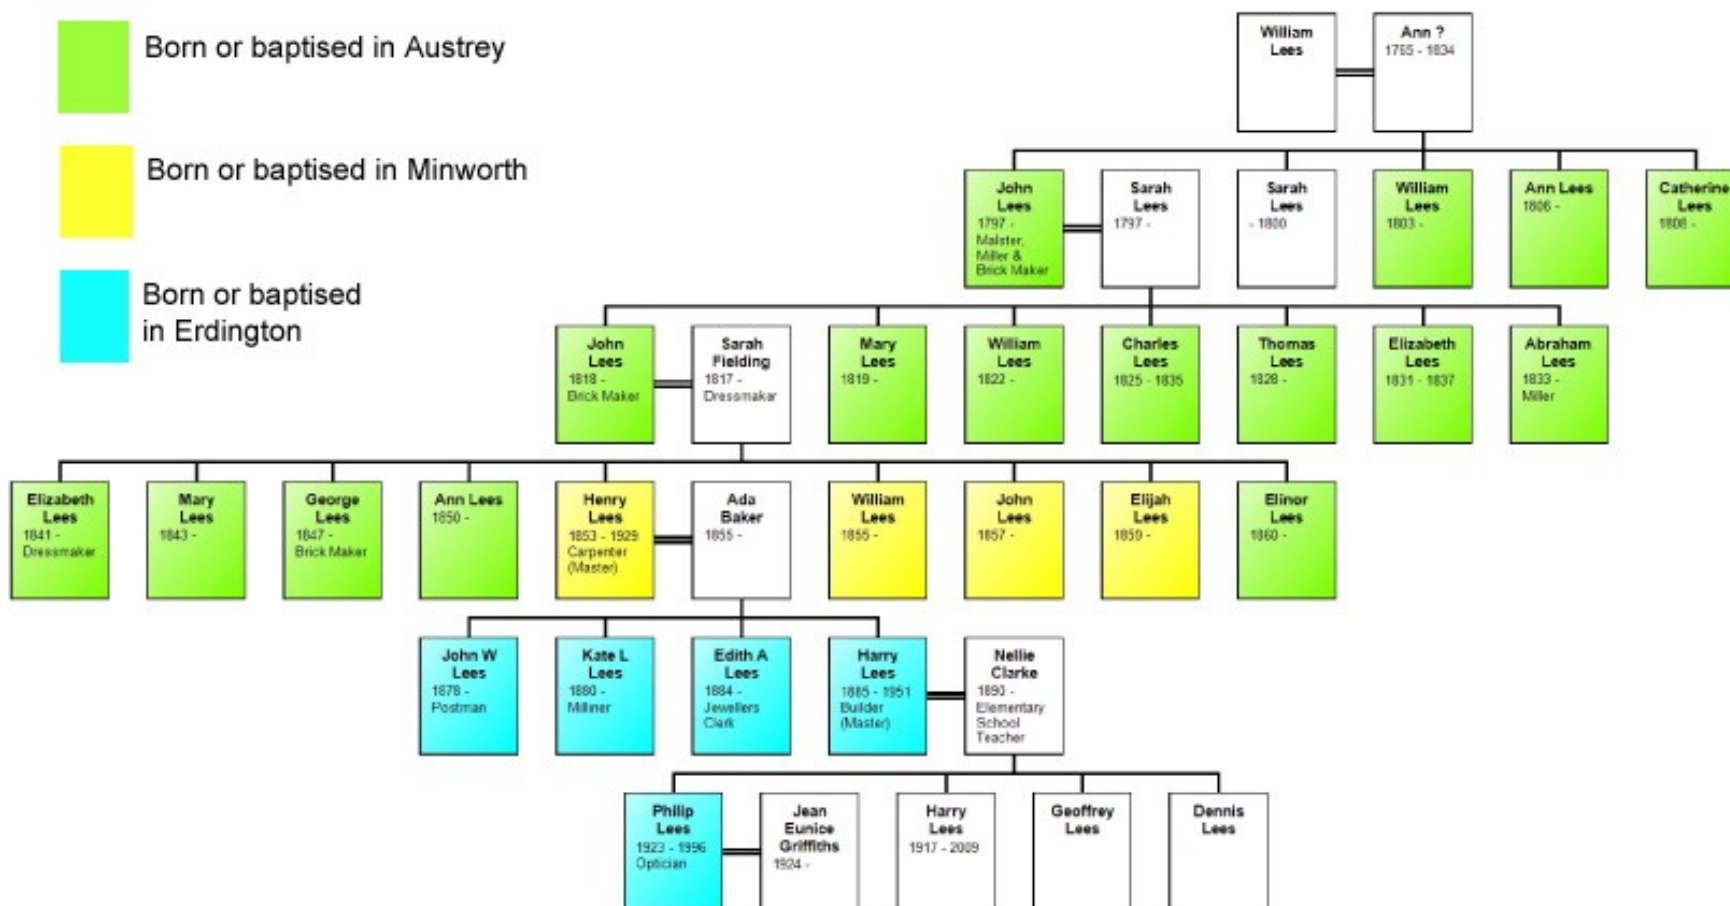 Born or baptised in Austrey
Born or baptised in Minworth
Born or baptised
in Erdington
William
Lees
Ann ?
1765 - 1834
John
Lees
1797 -
Malster,
Miller &
Brick Maker
Sarah
Lees
1797 -
Sarah
Lees
- 1800
William
Lees
1803 -
Ann Lees
1806 -
Catherine
Lees
1808 -
John
Lees
1818 -
Brick Maker
Sarah
Fielding
1817 -
Dressmaker
Mary
Lees
1819 -
William
Lees
1822 -
Charles
Lees
1825 - 1835
Thomas
Lees
1828 -
Elizabeth
Lees
1831 - 1837
Abraham
Lees
1833 -
Miller
Elizabeth
Lees
1841 -
Dressmaker
Mary
Lees
1843 -
George
Lees
1847 -
Brick Maker
Ann Lees
1850 -
Henry
Lees
1853 - 1929
Carpenter
(Master)
Ada
Baker
1855 -
William
Lees
1855 -
John
Lees
1857 -
Elijah
Lees
1859 -
Elinor
Lees
1860 -
John W
Lees
1878 -
Postman
Kate L
Lees
1880 -
Milliner
Edith A
Lees
1884 -
Jewellers
Clerk
Harry
Lees
1885 - 1951
Builder
(Master)
Nellie
Clarke
1890 -
Elementary
School
Teacher
Philip
Lees
1923 - 1996
Optician
Jean
Eunice
Griffiths
1924 -
Harry
Lees
1917 - 2009
Geoffrey
Lees
Dennis
Lees